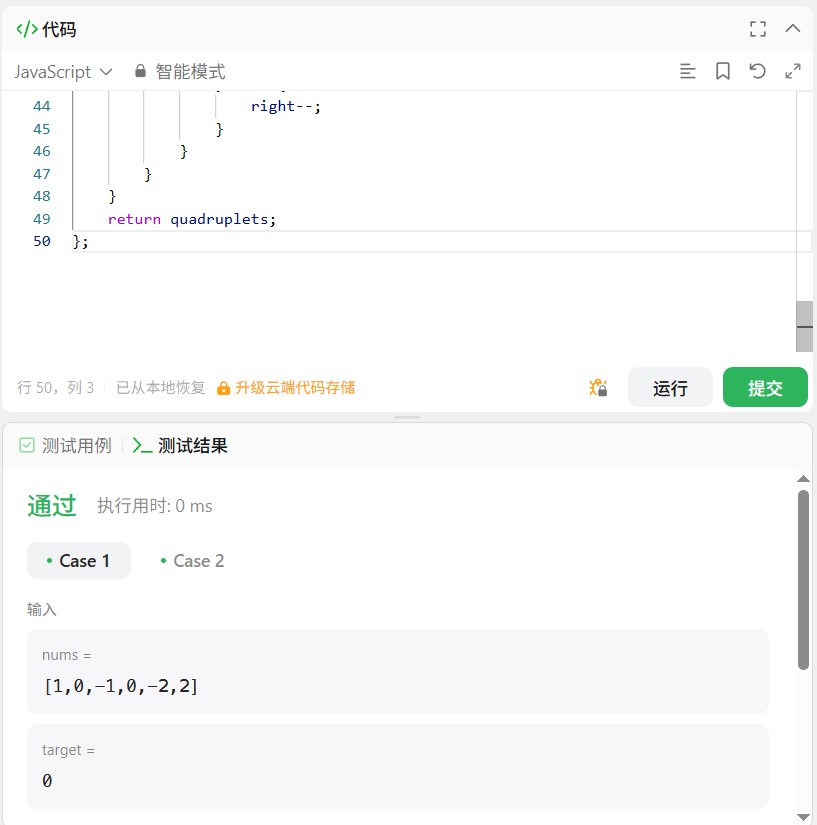 </> 代码
JavaScript 智能模式
44 right--;
45 }
46 }
47 }
48 }
49 return quadruplets;
50 };
行 50，列 3 已从本地恢复 升级云端代码存储 运行 提交
测试用例 >_ 测试结果
通过 执行用时: 0 ms
• Case 1 • Case 2
输入
nums =
[1,0,-1,0,-2,2]
target =
0